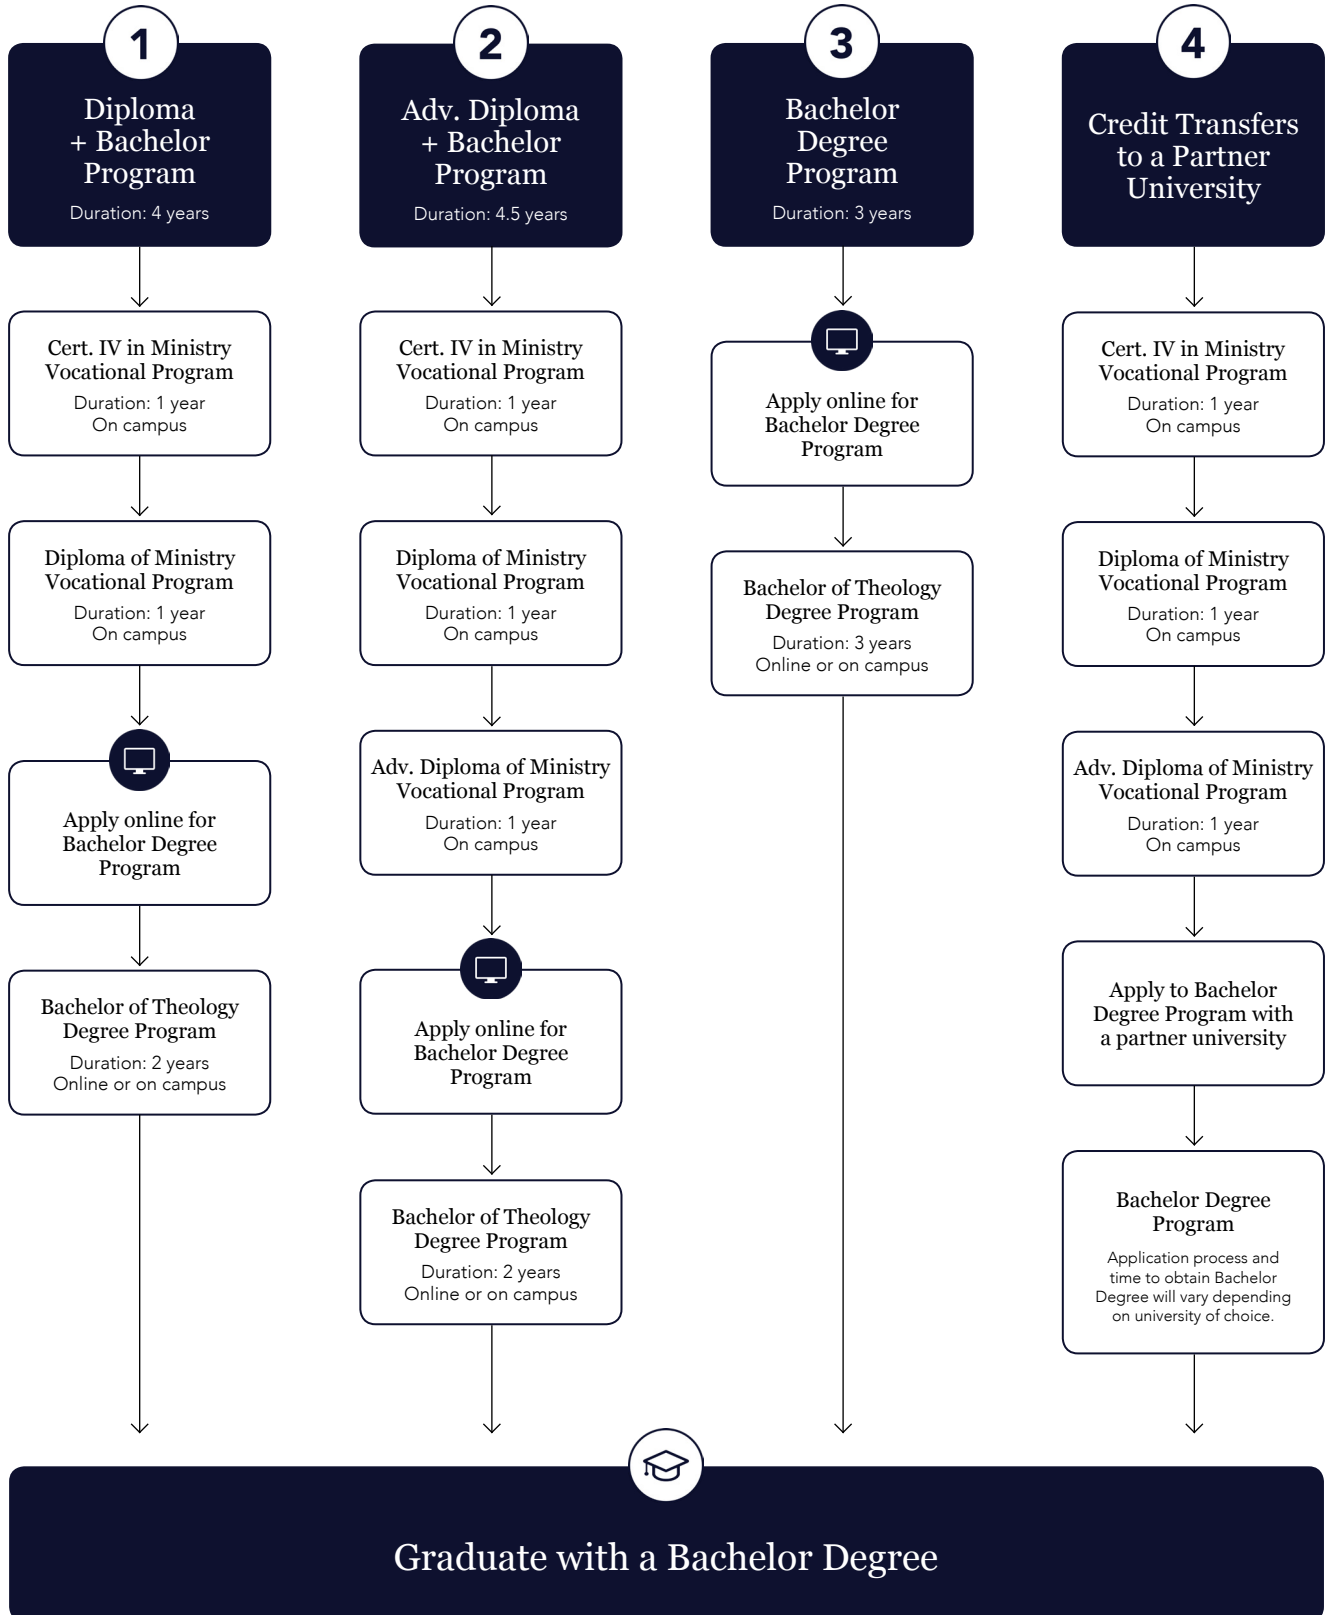 1
Diploma
+ Bachelor
Program
Duration: 4 years
Cert. IV in Ministry
Vocational Program
Duration: 1 year
On campus
Diploma of Ministry
Vocational Program
Duration: 1 year
On campus
Apply online for
Bachelor Degree
Program
Bachelor of Theology
Degree Program
Duration: 2 years
Online or on campus
2
Adv. Diploma
+ Bachelor
Program
Duration: 4.5 years
Cert. IV in Ministry
Vocational Program
Duration: 1 year
On campus
Diploma of Ministry
Vocational Program
Duration: 1 year
On campus
Adv. Diploma of Ministry
Vocational Program
Duration: 1 year
On campus
Apply online for
Bachelor Degree
Program
Bachelor of Theology
Degree Program
Duration: 2 years
Online or on campus
3
Bachelor
Degree
Program
Duration: 3 years
Apply online for
Bachelor Degree
Program
Bachelor of Theology
Degree Program
Duration: 3 years
Online or on campus
4
Credit Transfers
to a Partner
University
Cert. IV in Ministry
Vocational Program
Duration: 1 year
On campus
Diploma of Ministry
Vocational Program
Duration: 1 year
On campus
Adv. Diploma of Ministry
Vocational Program
Duration: 1 year
On campus
Apply to Bachelor
Degree Program with
a partner university
Bachelor Degree
Program
Application process and
time to obtain Bachelor
Degree will vary depending
on university of choice.
Graduate with a Bachelor Degree